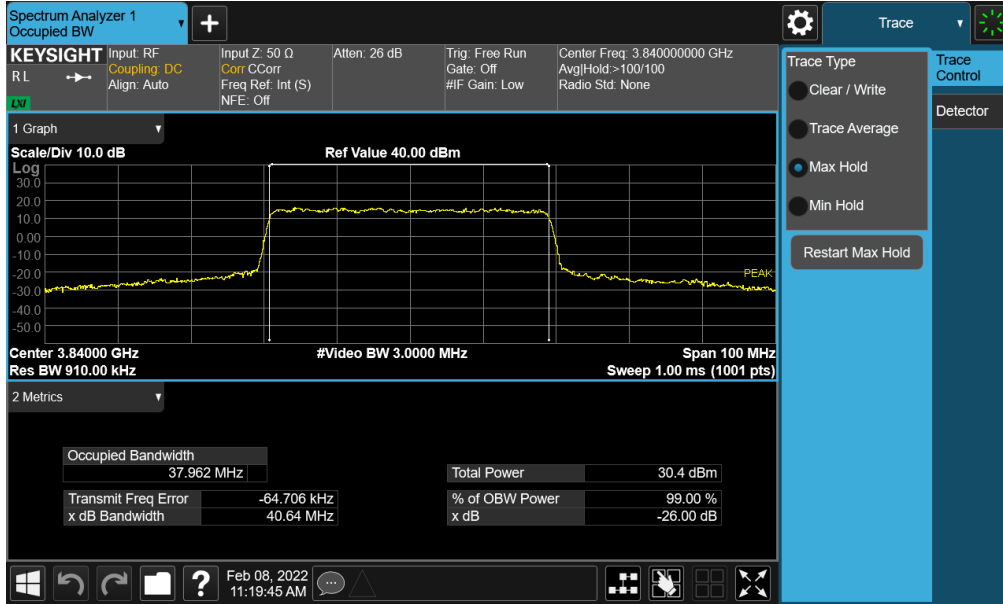 Spectrum Analyzer 1
Occupied BW
Trace
KEYSIGHT
RL
LXI
Input: RF
Coupling: DC
Align: Auto
Input Z: 50 Ω
Corr CCorr
Freq Ref: Int (S)
NFE: Off
Atten: 26 dB
Trig: Free Run
Gate: Off
#IF Gain: Low
Center Freq: 3.840000000 GHz
Avg|Hold:>100/100
Radio Std: None
Trace Type
Clear / Write
Trace Average
Max Hold
Min Hold
Restart Max Hold
Trace
Control
Detector
1 Graph
Scale/Div 10.0 dB
Ref Value 40.00 dBm
Log
30.0
20.0
10.0
0.00
-10.0
-20.0
-30.0
-40.0
-50.0
PEAK
Center 3.84000 GHz
#Video BW 3.0000 MHz
Span 100 MHz
Res BW 910.00 kHz
Sweep 1.00 ms (1001 pts)
2 Metrics
Occupied Bandwidth
37.962 MHz
Total Power 30.4 dBm
Transmit Freq Error -64.706 kHz
% of OBW Power 99.00 %
x dB Bandwidth 40.64 MHz
x dB -26.00 dB
?
Feb 08, 2022
11:19:45 AM